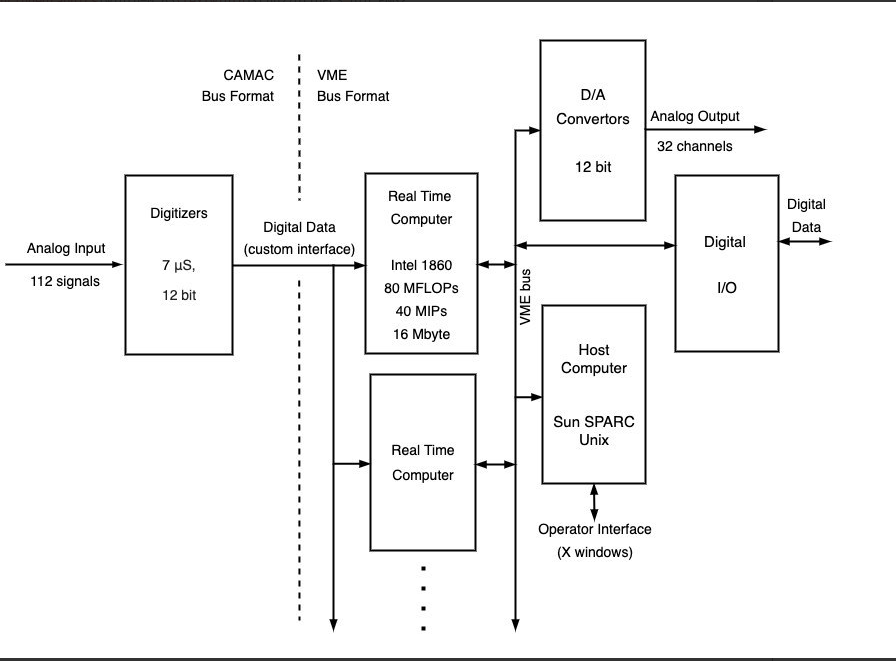 CAMAC
Bus Format
VME
Bus Format
Analog Input
112 signals
Digitizers
7 µS,
12 bit
Digital Data
(custom interface)
Real Time
Computer
Intel 1860
80 MFLOPs
40 MIPs
16 Mbyte
Real Time
Computer
VME bus
D/A
Convertors
12 bit
Analog Output
32 channels
Digital
I/O
Digital
Data
Host
Computer
Sun SPARC
Unix
Operator Interface
(X windows)